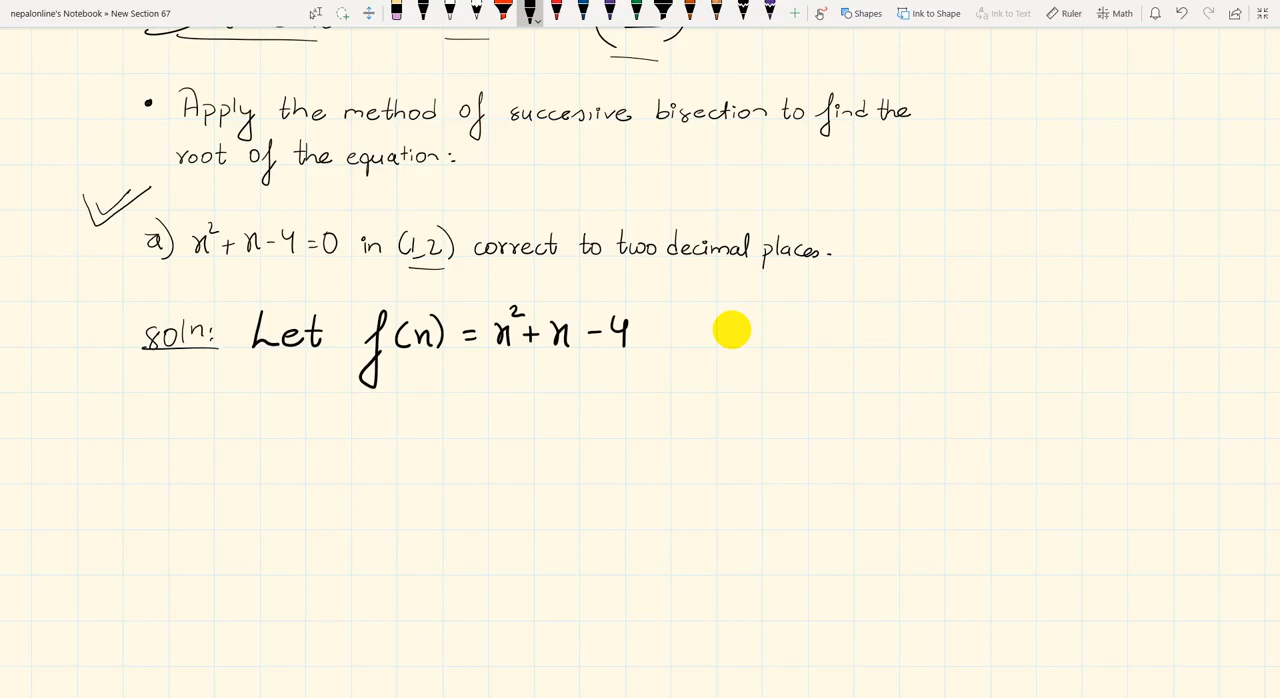 nepalonline's Notebook » New Section 67
Shapes Ink to Shape Ink to Text Ruler Math
• Apply the method of successive bisection to find the
root of the equation:
a) x² + x - 4 = 0 in (1, 2) correct to two decimal places.
soln: Let f(x) = x² + x - 4